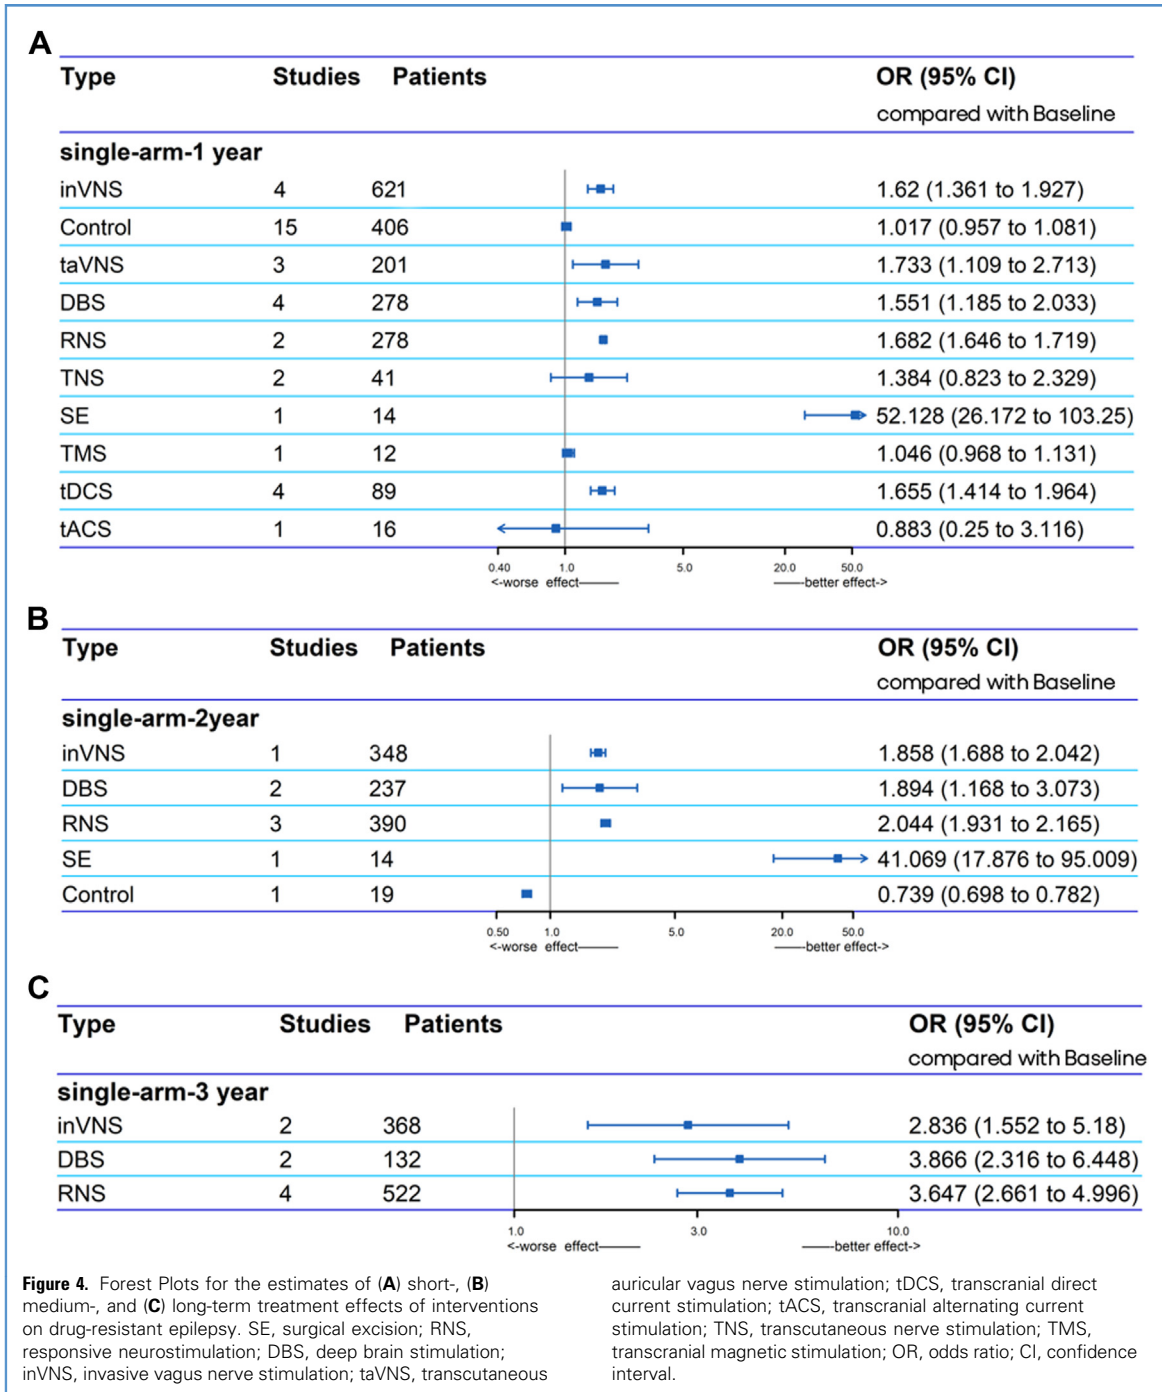 A
Type Studies Patients OR (95% CI)
compared with Baseline
single-arm-1 year
inVNS 4 621 1.62 (1.361 to 1.927)
Control 15 406 1.017 (0.957 to 1.081)
taVNS 3 201 1.733 (1.109 to 2.713)
DBS 4 278 1.551 (1.185 to 2.033)
RNS 2 278 1.682 (1.646 to 1.719)
TNS 2 41 1.384 (0.823 to 2.329)
SE 1 14 52.128 (26.172 to 103.25)
TMS 1 12 1.046 (0.968 to 1.131)
tDCS 4 89 1.655 (1.414 to 1.964)
tACS 1 16 0.883 (0.25 to 3.116)
0.40 1.0 5.0 20.0 50.0
<-worse effect—— ——better effect->
B
Type Studies Patients OR (95% CI)
compared with Baseline
single-arm-2year
inVNS 1 348 1.858 (1.688 to 2.042)
DBS 2 237 1.894 (1.168 to 3.073)
RNS 3 390 2.044 (1.931 to 2.165)
SE 1 14 41.069 (17.876 to 95.009)
Control 1 19 0.739 (0.698 to 0.782)
0.50 1.0 5.0 20.0 50.0
<-worse effect—— ——better effect->
C
Type Studies Patients OR (95% CI)
compared with Baseline
single-arm-3 year
inVNS 2 368 2.836 (1.552 to 5.18)
DBS 2 132 3.866 (2.316 to 6.448)
RNS 4 522 3.647 (2.661 to 4.996)
1.0 3.0 10.0
<-worse effect—— ——better effect->
Figure 4. Forest Plots for the estimates of (A) short-, (B)
medium-, and (C) long-term treatment effects of interventions
on drug-resistant epilepsy. SE, surgical excision; RNS,
responsive neurostimulation; DBS, deep brain stimulation;
inVNS, invasive vagus nerve stimulation; taVNS, transcutaneous
auricular vagus nerve stimulation; tDCS, transcranial direct
current stimulation; tACS, transcranial alternating current
stimulation; TNS, transcutaneous nerve stimulation; TMS,
transcranial magnetic stimulation; OR, odds ratio; CI, confidence
interval.